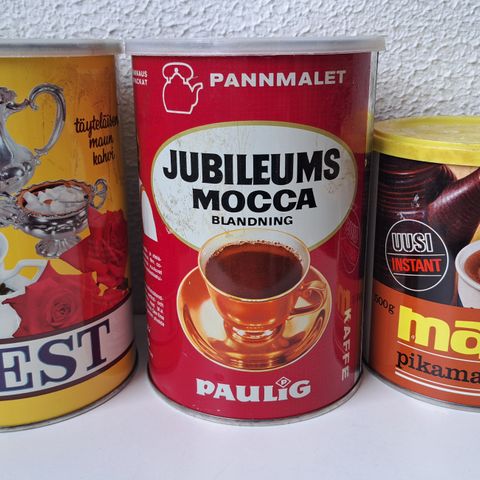 täyteläisen
maun
kahvi
EST
PANNMALET
JUBILEUMS
MOCCA
BLANDNING
KAFFE
PAULIG
UUSI
INSTANT
500g
ma
pikama